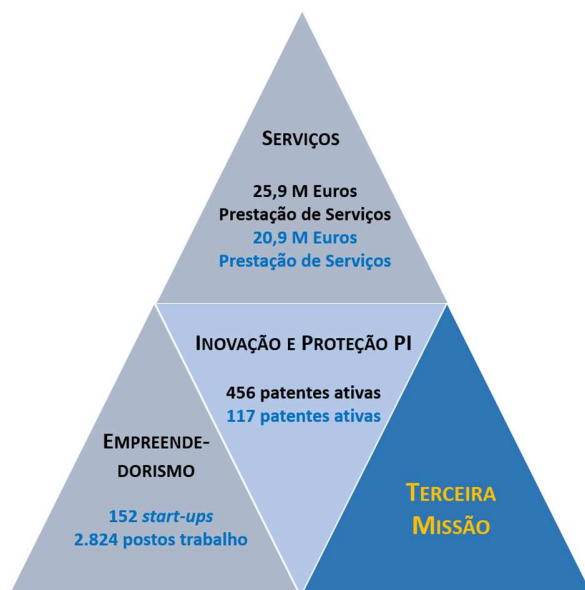 SERVIÇOS
25,9 M Euros
Prestação de Serviços
20,9 M Euros
Prestação de Serviços
INOVAÇÃO E PROTEÇÃO PI
456 patentes ativas
117 patentes ativas
EMPREENDE-
DORISMO
152 start-ups
2.824 postos trabalho
TERCEIRA
MISSÃO